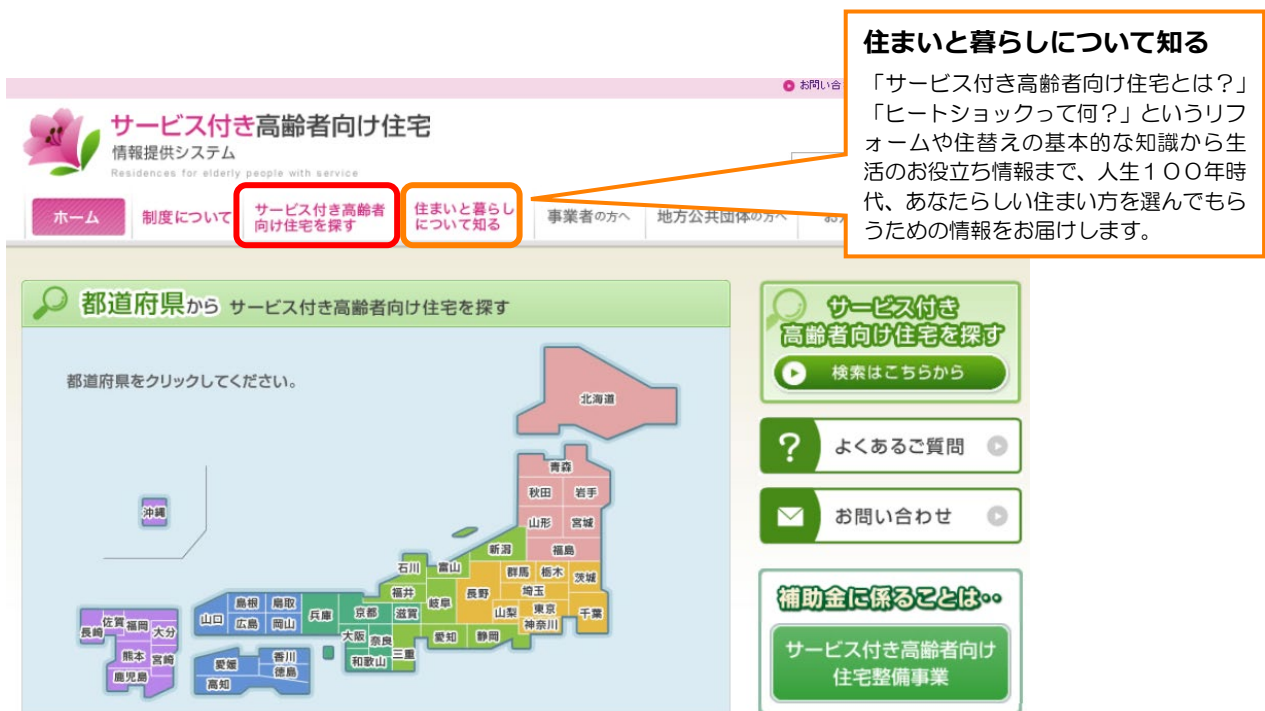 住まいと暮らしについて知る
「サービス付き高齢者向け住宅とは？」
「ヒートショックって何？」というリフ
ォームや住替えの基本的な知識から生
活のお役立ち情報まで、人生１００年時
代、あなたらしい住まい方を選んでもら
うための情報をお届けします。
お問い合
サービス付き高齢者向け住宅
情報提供システム
Residences for elderly people with service
ホーム
制度について
サービス付き高齢者
向け住宅を探す
住まいと暮らし
について知る
事業者の方へ
地方公共団体の方へ
都道府県から サービス付き高齢者向け住宅を探す
都道府県をクリックしてください。
北海道
青森
秋田 岩手
山形 宮城
福島
沖縄
新潟
石川 富山
群馬 栃木 茨城
福井 岐阜 長野 埼玉
山梨 東京 千葉
神奈川
島根 鳥取
山口 広島 岡山 兵庫 京都 滋賀
大阪 奈良 愛知 静岡
和歌山 三重
佐賀 福岡 大分
長崎
熊本 宮崎
鹿児島
愛媛 香川
高知 徳島
サービス付き
高齢者向け住宅を探す
検索はこちらから
? よくあるご質問
お問い合わせ
補助金に係ることは・・
サービス付き高齢者向け
住宅整備事業